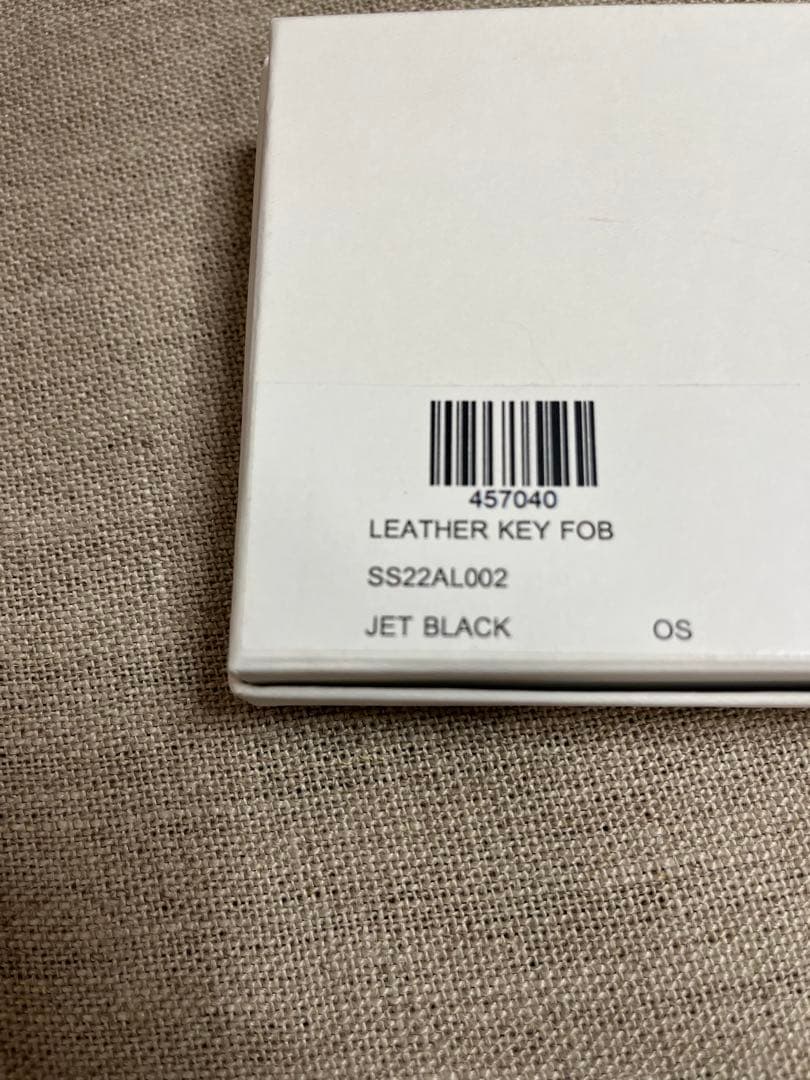 457040
LEATHER KEY FOB
SS22AL002
JET BLACK OS